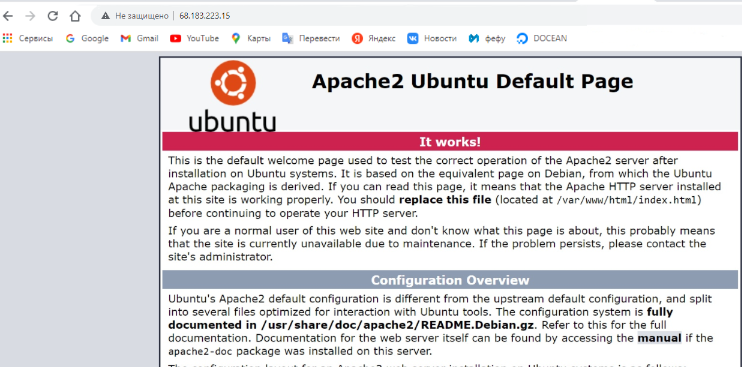 Не защищено | 68.183.223.15
Сервисы Google Gmail YouTube Карты Перевести Яндекс Новости фефу DOCEAN
ubuntu
Apache2 Ubuntu Default Page
It works!
This is the default welcome page used to test the correct operation of the Apache2 server after
installation on Ubuntu systems. It is based on the equivalent page on Debian, from which the Ubuntu
Apache packaging is derived. If you can read this page, it means that the Apache HTTP server installed
at this site is working properly. You should replace this file (located at /var/www/html/index.html)
before continuing to operate your HTTP server.
If you are a normal user of this web site and don't know what this page is about, this probably means
that the site is currently unavailable due to maintenance. If the problem persists, please contact the
site's administrator.
Configuration Overview
Ubuntu's Apache2 default configuration is different from the upstream default configuration, and split
into several files optimized for interaction with Ubuntu tools. The configuration system is fully
documented in /usr/share/doc/apache2/README.Debian.gz. Refer to this for the full
documentation. Documentation for the web server itself can be found by accessing the manual if the
apache2-doc package was installed on this server.